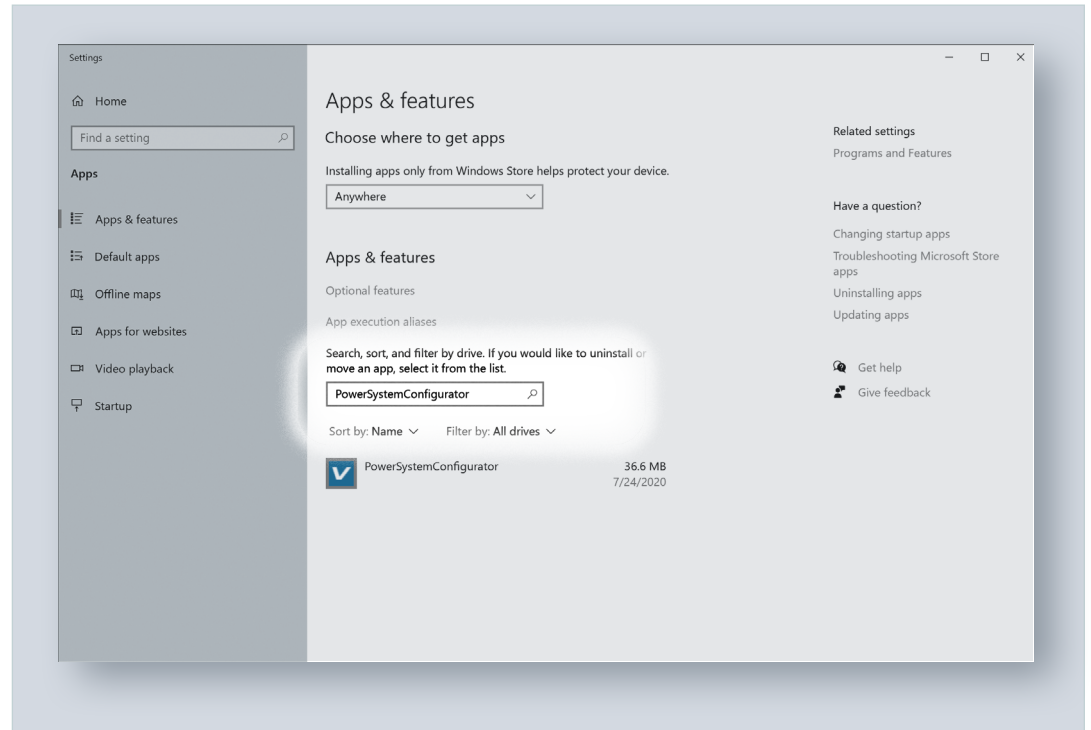 Settings
Home
Find a setting
Apps
Apps & features
Default apps
Offline maps
Apps for websites
Video playback
Startup
Apps & features
Choose where to get apps
Installing apps only from Windows Store helps protect your device.
Anywhere
Apps & features
Optional features
App execution aliases
Search, sort, and filter by drive. If you would like to uninstall or
move an app, select it from the list.
PowerSystemConfigurator
Sort by: Name
Filter by: All drives
PowerSystemConfigurator
36.6 MB
7/24/2020
Related settings
Programs and Features
Have a question?
Changing startup apps
Troubleshooting Microsoft Store
apps
Uninstalling apps
Updating apps
Get help
Give feedback